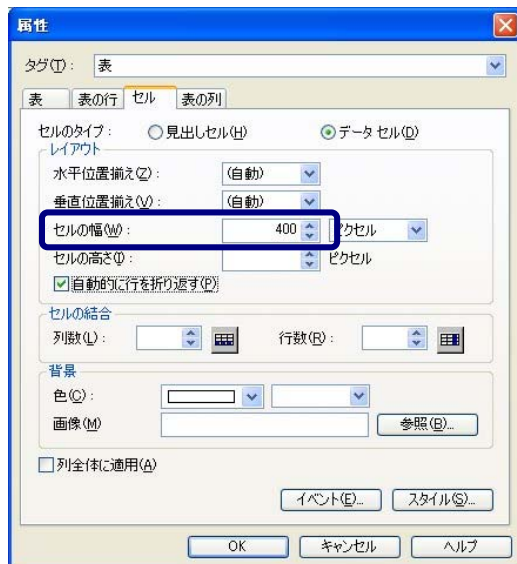 属性
タグ(T): 表
表 表の行 セル 表の列
セルのタイプ: 見出しセル(H) データ セル(D)
レイアウト
水平位置揃え(Z): (自動)
垂直位置揃え(V): (自動)
セルの幅(W): 400 ピクセル
セルの高さ(I): ピクセル
自動的に行を折り返す(P)
セルの結合
列数(L): 行数(R):
背景
色(C):
画像(M) 参照(B)...
列全体に適用(A)
イベント(E)... スタイル(S)...
OK キャンセル ヘルプ